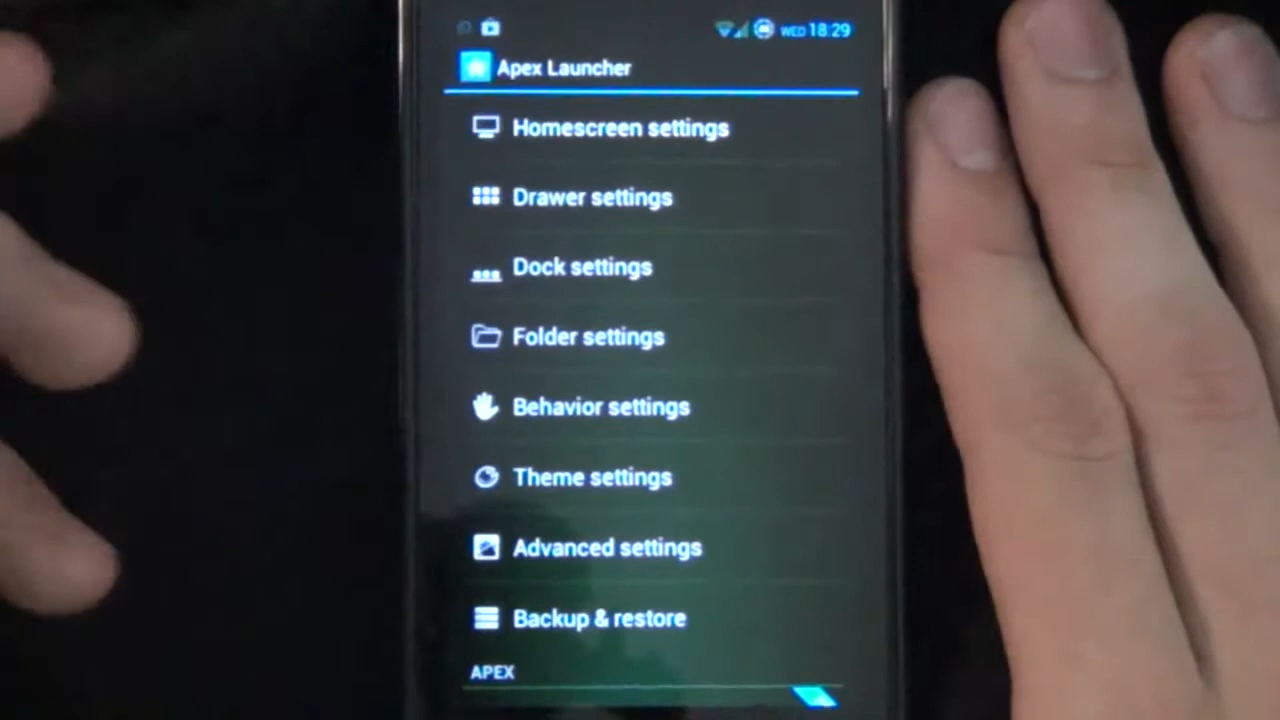 WED 18:29
Apex Launcher
Homescreen settings
Drawer settings
Dock settings
Folder settings
Behavior settings
Theme settings
Advanced settings
Backup & restore
APEX